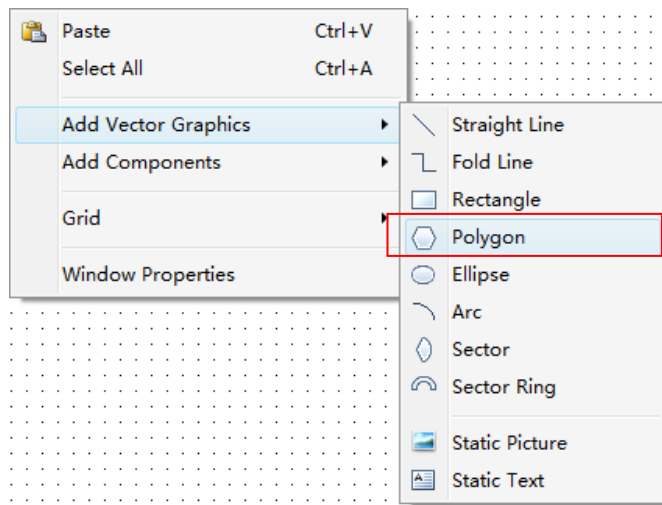 Paste Ctrl+V
Select All Ctrl+A
Add Vector Graphics
Add Components
Grid
Window Properties
Straight Line
Fold Line
Rectangle
Polygon
Ellipse
Arc
Sector
Sector Ring
Static Picture
Static Text